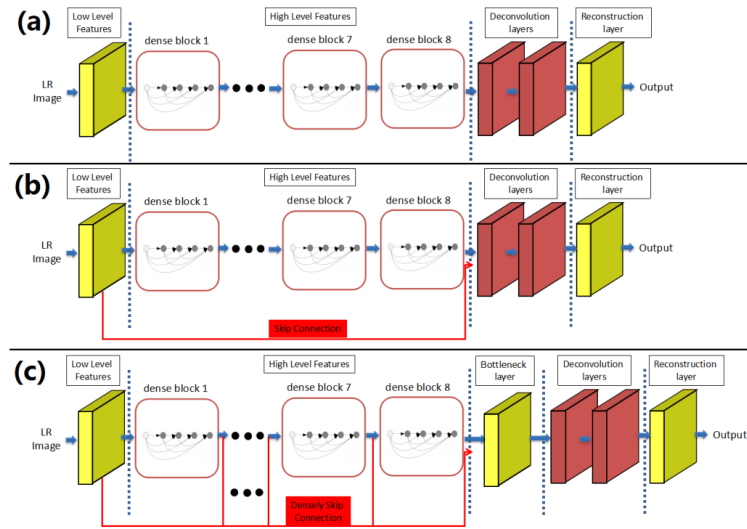 (a)
Low Level
Features
High Level Features
Deconvolution
layers
Reconstruction
layer
dense block 1
dense block 7
dense block 8
LR
Image
Output
(b)
Low Level
Features
High Level Features
Deconvolution
layers
Reconstruction
layer
dense block 1
dense block 7
dense block 8
LR
Image
Output
Skip Connection
(c)
Low Level
Features
High Level Features
Bottleneck
layer
Deconvolution
layers
Reconstruction
layer
dense block 1
dense block 7
dense block 8
LR
Image
Output
Densely Skip
Connection